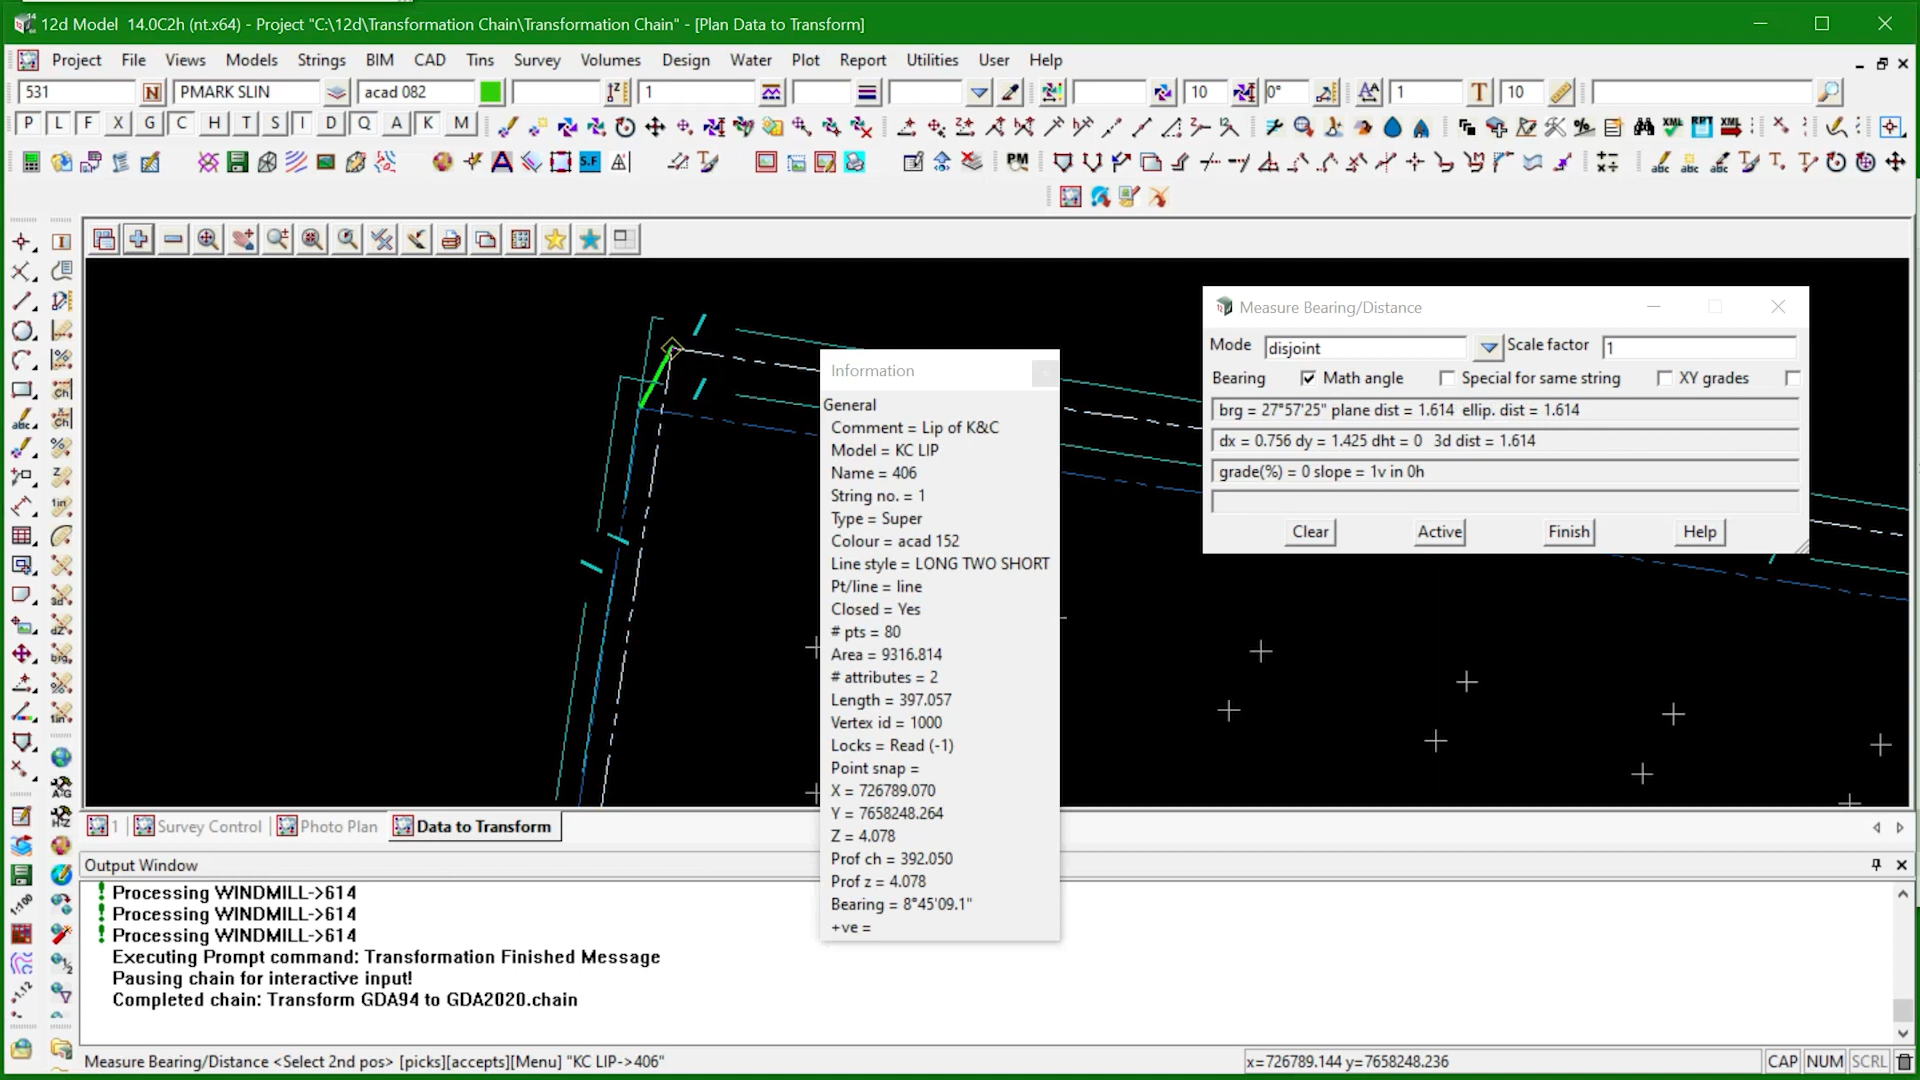 12d Model 14.0C2h (nt.x64) - Project "C:\12d\Transformation Chain\Transformation Chain" - [Plan Data to Transform]
Project File Views Models Strings BIM CAD Tins Survey Volumes Design Water Plot Report Utilities User Help
531 N PMARK SLIN acad 082 1 10 0° 1 T 10
P L F X G C H T S I D Q A K M
S.F PM
Measure Bearing/Distance
Mode disjoint Scale factor 1
Bearing Math angle Special for same string XY grades
brg = 27°57'25" plane dist = 1.614 ellip. dist = 1.614
dx = 0.756 dy = 1.425 dht = 0 3d dist = 1.614
grade(%) = 0 slope = 1v in 0h
Clear Active Finish Help
Information
General
Comment = Lip of K&C
Model = KC LIP
Name = 406
String no. = 1
Type = Super
Colour = acad 152
Line style = LONG TWO SHORT
Pt/line = line
Closed = Yes
# pts = 80
Area = 9316.814
# attributes = 2
Length = 397.057
Vertex id = 1000
Locks = Read (-1)
Point snap =
X = 726789.070
Y = 7658248.264
Z = 4.078
Prof ch = 392.050
Prof z = 4.078
Bearing = 8°45'09.1"
+ve =
1 Survey Control Photo Plan Data to Transform
Output Window
Processing WINDMILL->614
Processing WINDMILL->614
Processing WINDMILL->614
Executing Prompt command: Transformation Finished Message
Pausing chain for interactive input!
Completed chain: Transform GDA94 to GDA2020.chain
Measure Bearing/Distance <Select 2nd pos> [picks][accepts][Menu] "KC LIP->406"
x=726789.144 y=7658248.236
CAP NUM SCRL